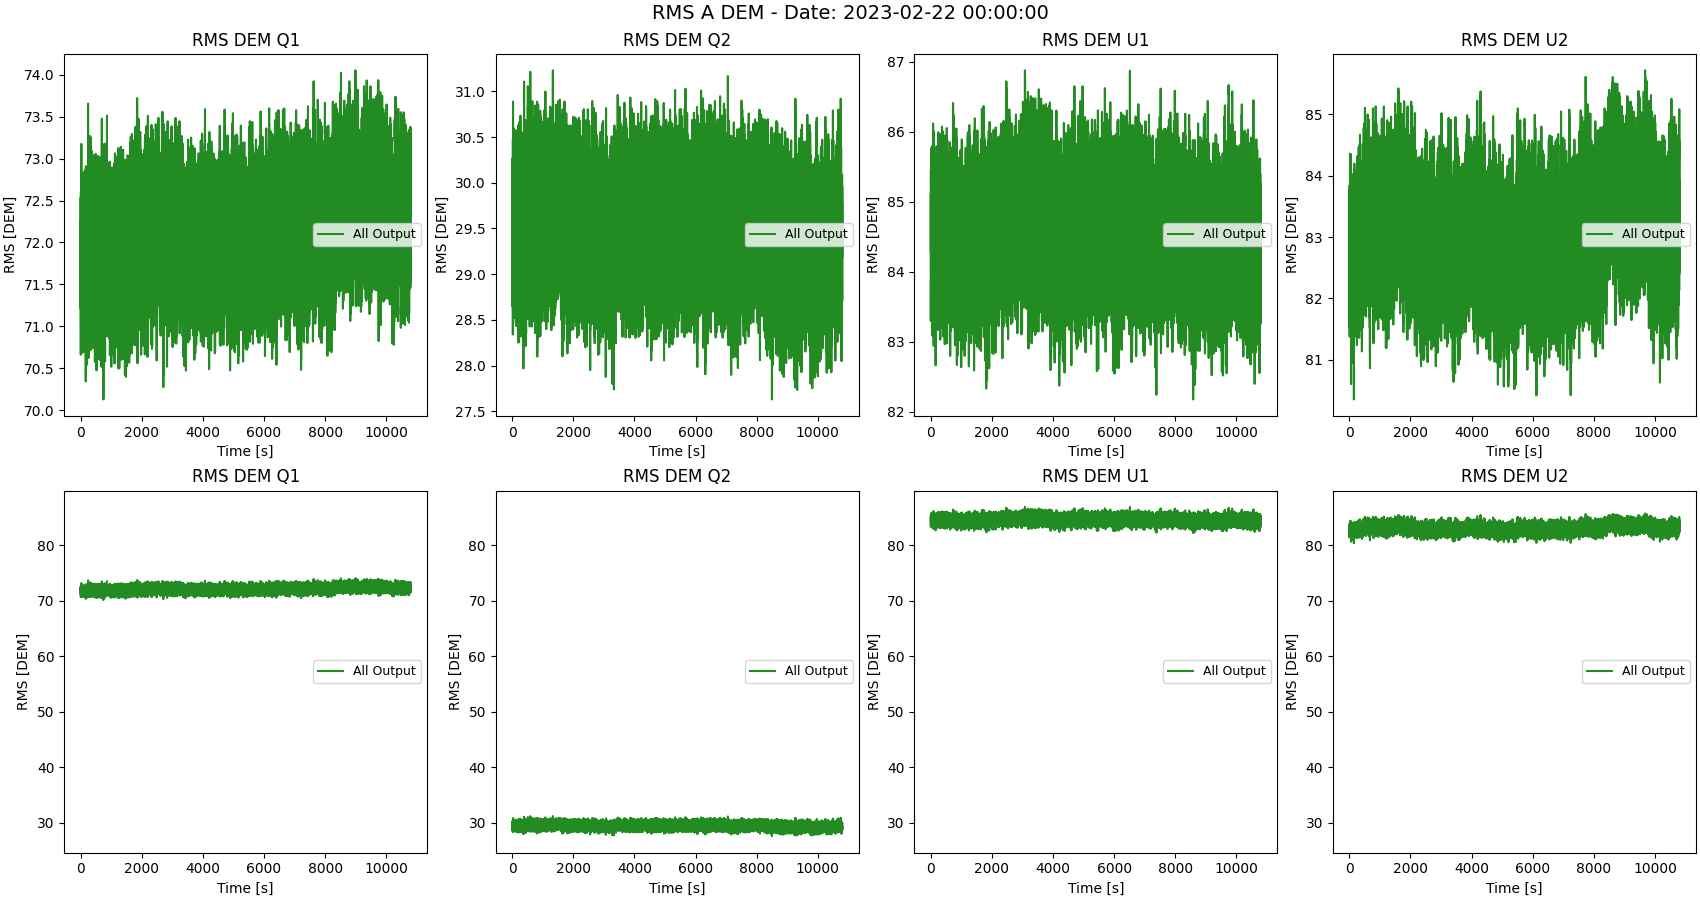 RMS A DEM - Date: 2023-02-22 00:00:00
RMS DEM Q1
RMS [DEM]
74.0
73.5
73.0
72.5
72.0
71.5
71.0
70.5
70.0
All Output
0 2000 4000 6000 8000 10000
Time [s]
RMS DEM Q2
RMS [DEM]
31.0
30.5
30.0
29.5
29.0
28.5
28.0
27.5
All Output
0 2000 4000 6000 8000 10000
Time [s]
RMS DEM U1
RMS [DEM]
87
86
85
84
83
82
All Output
0 2000 4000 6000 8000 10000
Time [s]
RMS DEM U2
RMS [DEM]
85
84
83
82
81
All Output
0 2000 4000 6000 8000 10000
Time [s]
RMS DEM Q1
RMS [DEM]
80
70
60
50
40
30
All Output
0 2000 4000 6000 8000 10000
Time [s]
RMS DEM Q2
RMS [DEM]
80
70
60
50
40
30
All Output
0 2000 4000 6000 8000 10000
Time [s]
RMS DEM U1
RMS [DEM]
80
70
60
50
40
30
All Output
0 2000 4000 6000 8000 10000
Time [s]
RMS DEM U2
RMS [DEM]
80
70
60
50
40
30
All Output
0 2000 4000 6000 8000 10000
Time [s]